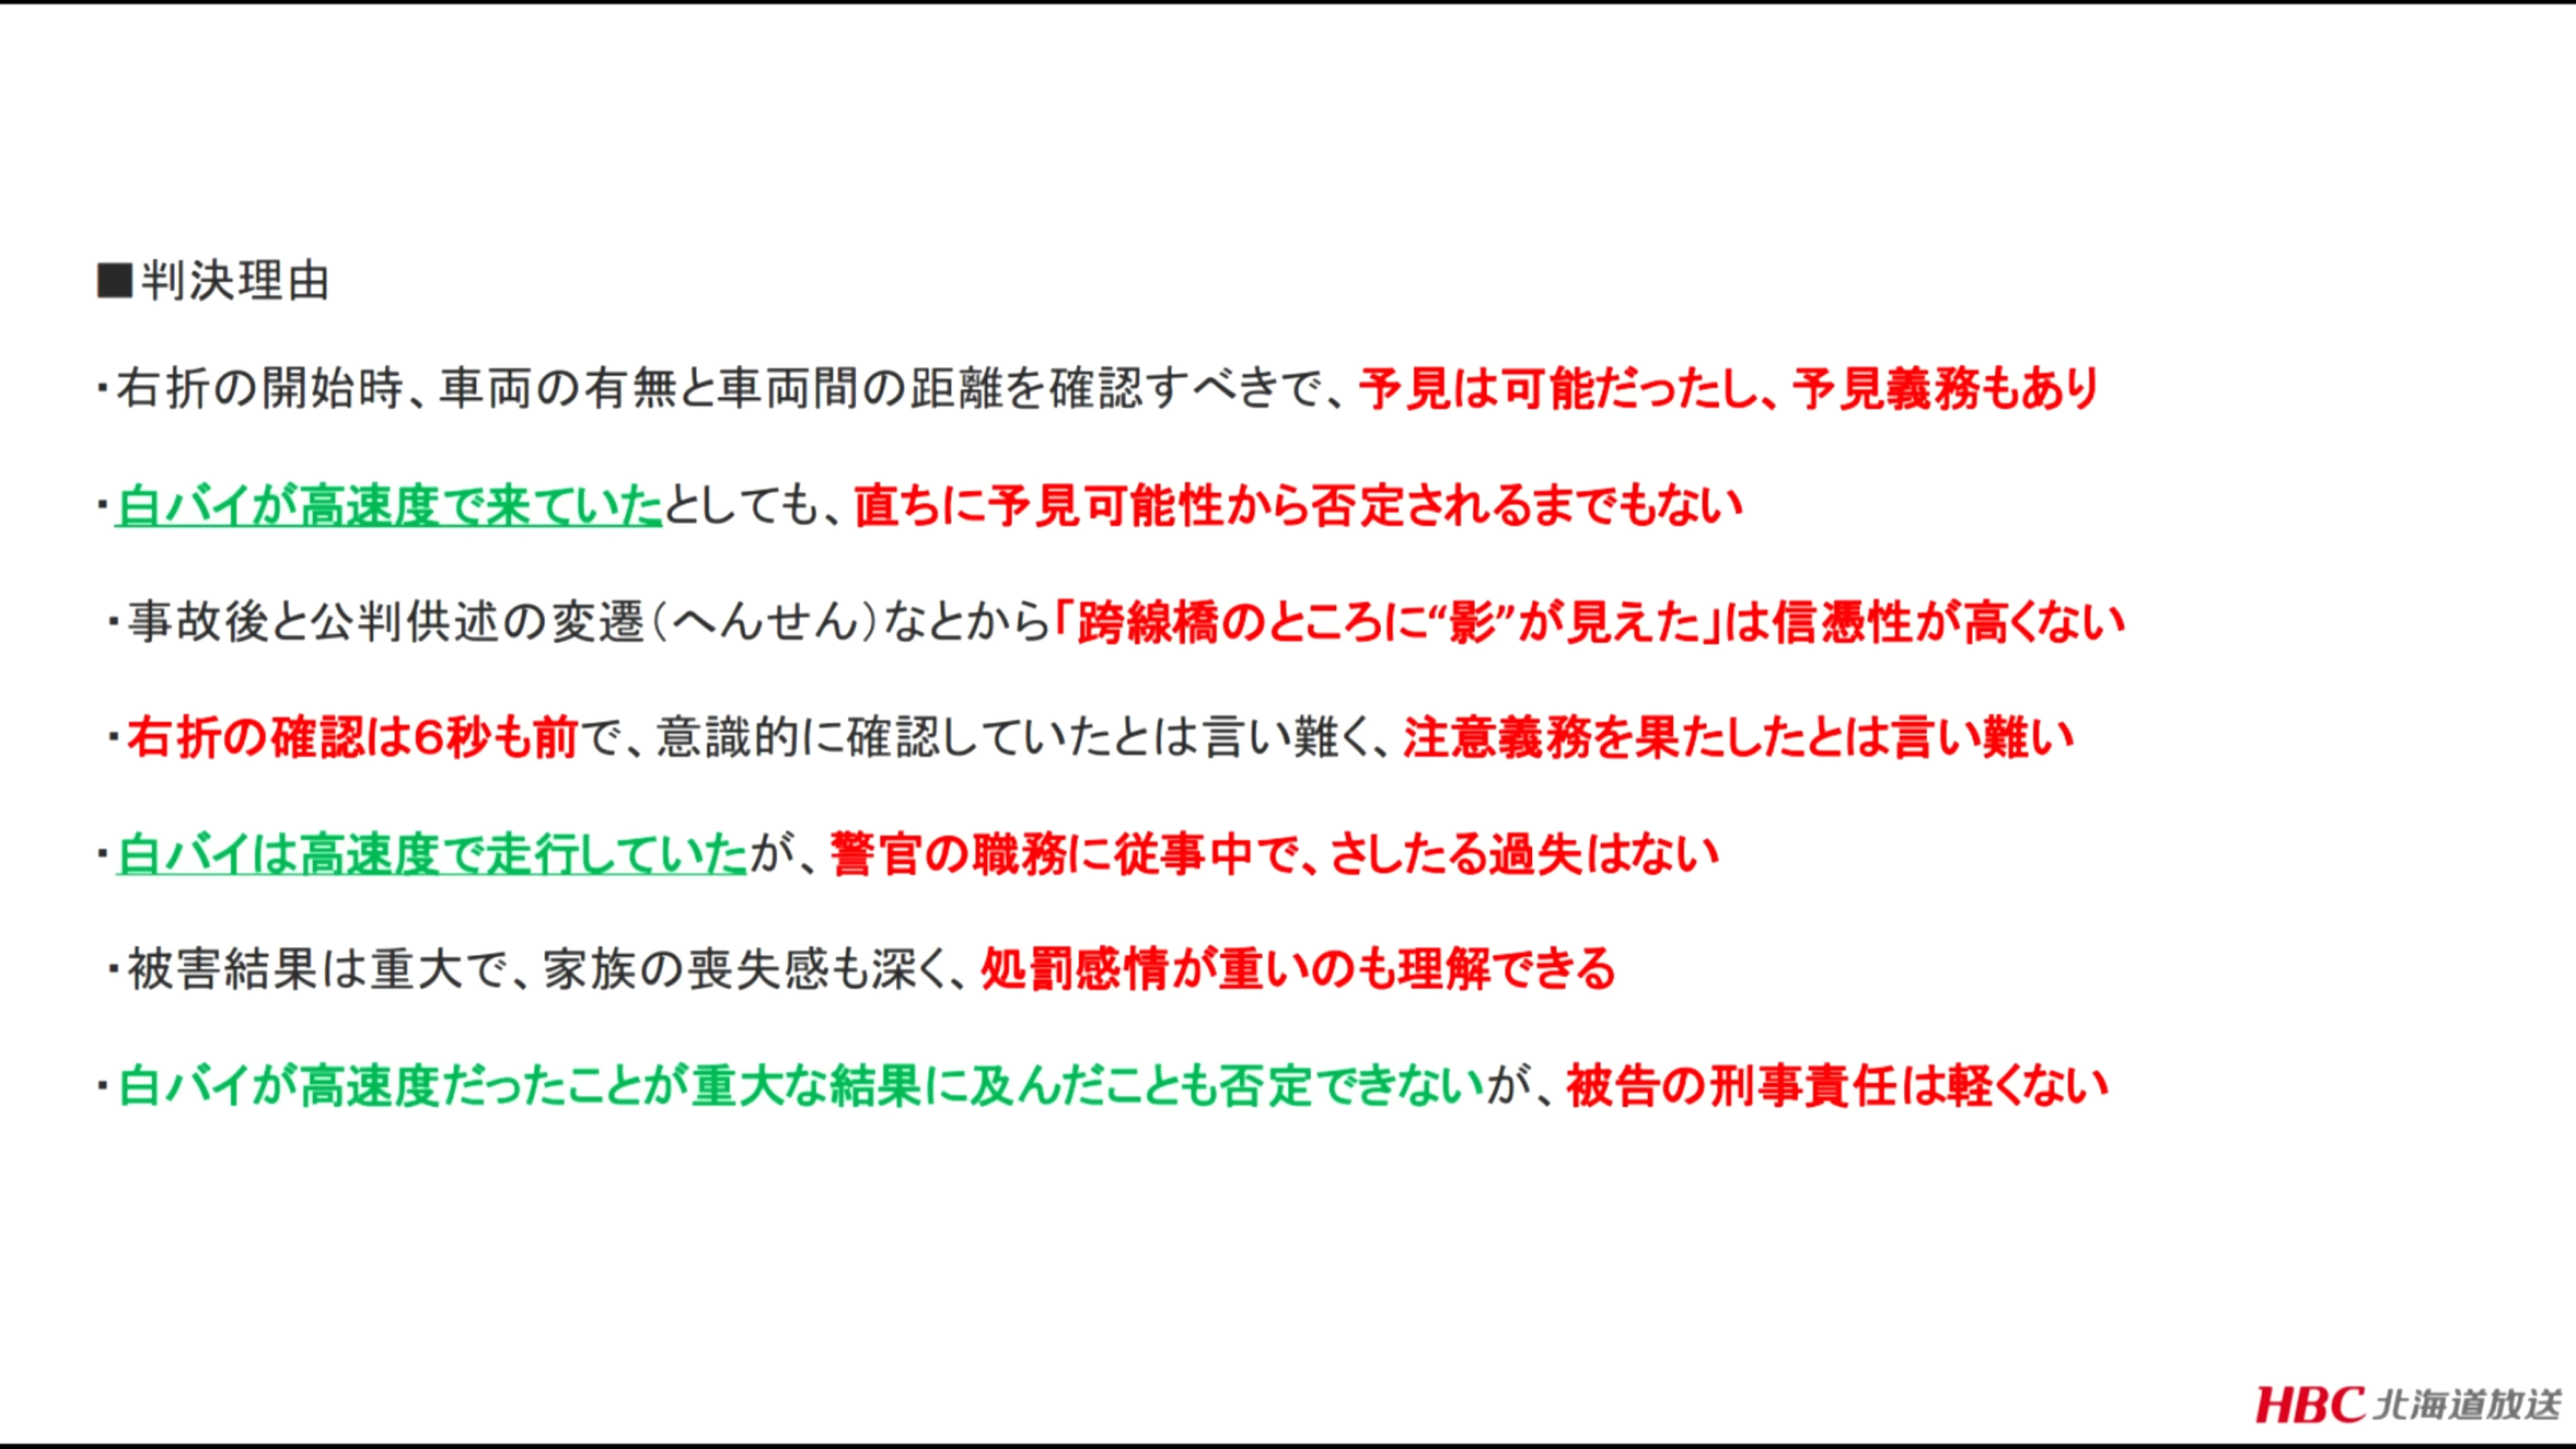 ■判決理由
・右折の開始時、車両の有無と車両間の距離を確認すべきで、予見は可能だったし、予見義務もあり
・白バイが高速度で来ていたとしても、直ちに予見可能性から否定されるまでもない
・事故後と公判供述の変遷（へんせん）なとから「跨線橋のところに“影”が見えた」は信憑性が高くない
・右折の確認は６秒も前で、意識的に確認していたとは言い難く、注意義務を果たしたとは言い難い
・白バイは高速度で走行していたが、警官の職務に従事中で、さしたる過失はない
・被害結果は重大で、家族の喪失感も深く、処罰感情が重いのも理解できる
・白バイが高速度だったことが重大な結果に及んだことも否定できないが、被告の刑事責任は軽くない
HBC 北海道放送